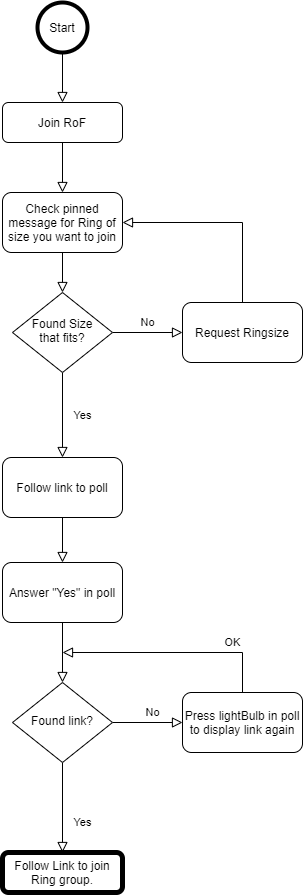 Start
Join RoF
Check pinned
message for Ring of
size you want to join
Found Size
that fits?
No
Request Ringsize
Yes
Follow link to poll
Answer "Yes" in poll
OK
Found link?
No
Press lightBulb in poll
to display link again
Yes
Follow Link to join
Ring group.